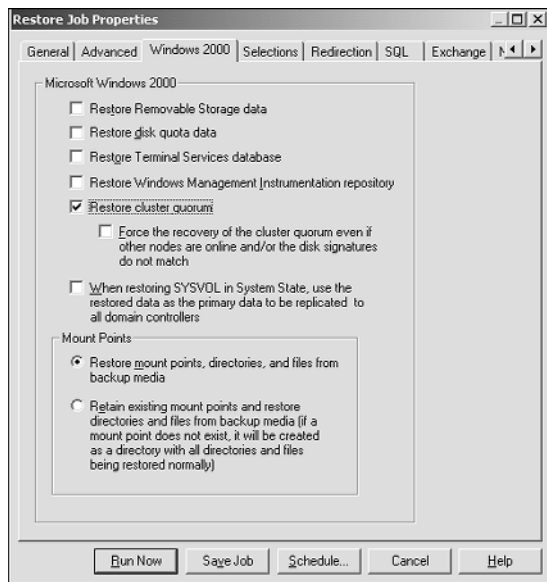 Restore Job Properties
General Advanced Windows 2000 Selections Redirection SQL Exchange
Microsoft Windows 2000
Restore Removable Storage data
Restore disk quota data
Restore Terminal Services database
Restore Windows Management Instrumentation repository
Restore cluster quorum
Force the recovery of the cluster quorum even if
other nodes are online and/or the disk signatures
do not match
When restoring SYSVOL in System State, use the
restored data as the primary data to be replicated to
all domain controllers
Mount Points
Restore mount points, directories, and files from
backup media
Retain existing mount points and restore
directories and files from backup media (if a
mount point does not exist, it will be created
as a directory with all directories and files
being restored normally)
Run Now Save Job Schedule... Cancel Help